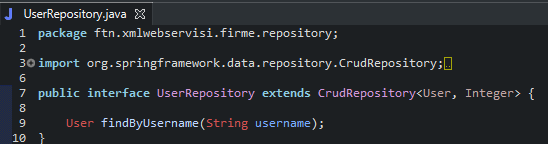 UserRepository.java
1 package ftn.xmlwebservisi.firme.repository;
2
3 import org.springframework.data.repository.CrudRepository;
6
7 public interface UserRepository extends CrudRepository<User, Integer> {
8
9 User findByUsername(String username);
10 }